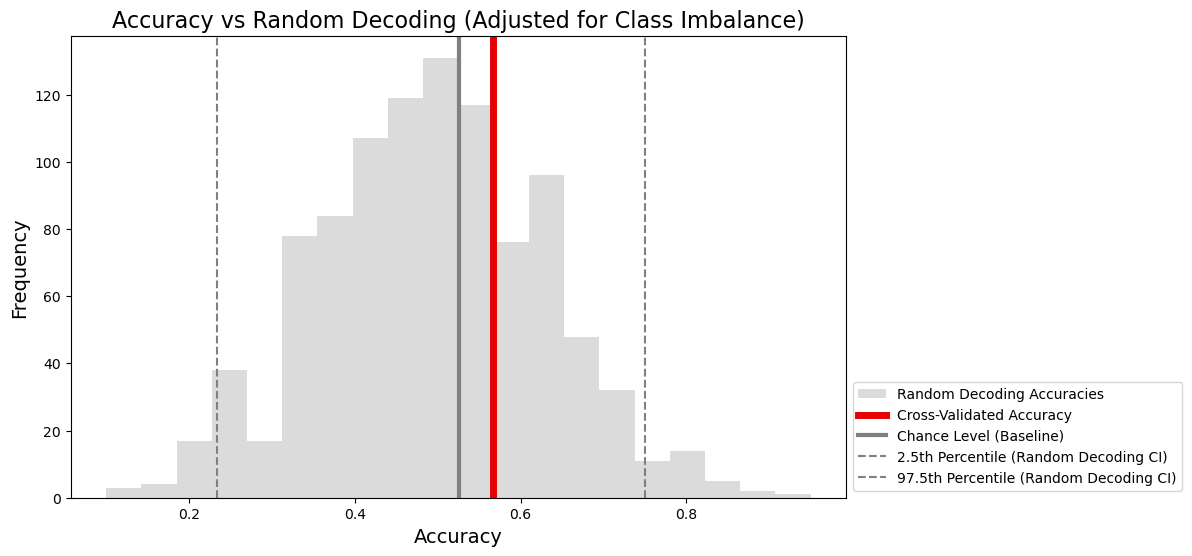 Accuracy vs Random Decoding (Adjusted for Class Imbalance)
Frequency
120
100
80
60
40
20
0
0.2
0.4
0.6
0.8
Accuracy
Random Decoding Accuracies
Cross-Validated Accuracy
Chance Level (Baseline)
2.5th Percentile (Random Decoding CI)
97.5th Percentile (Random Decoding CI)